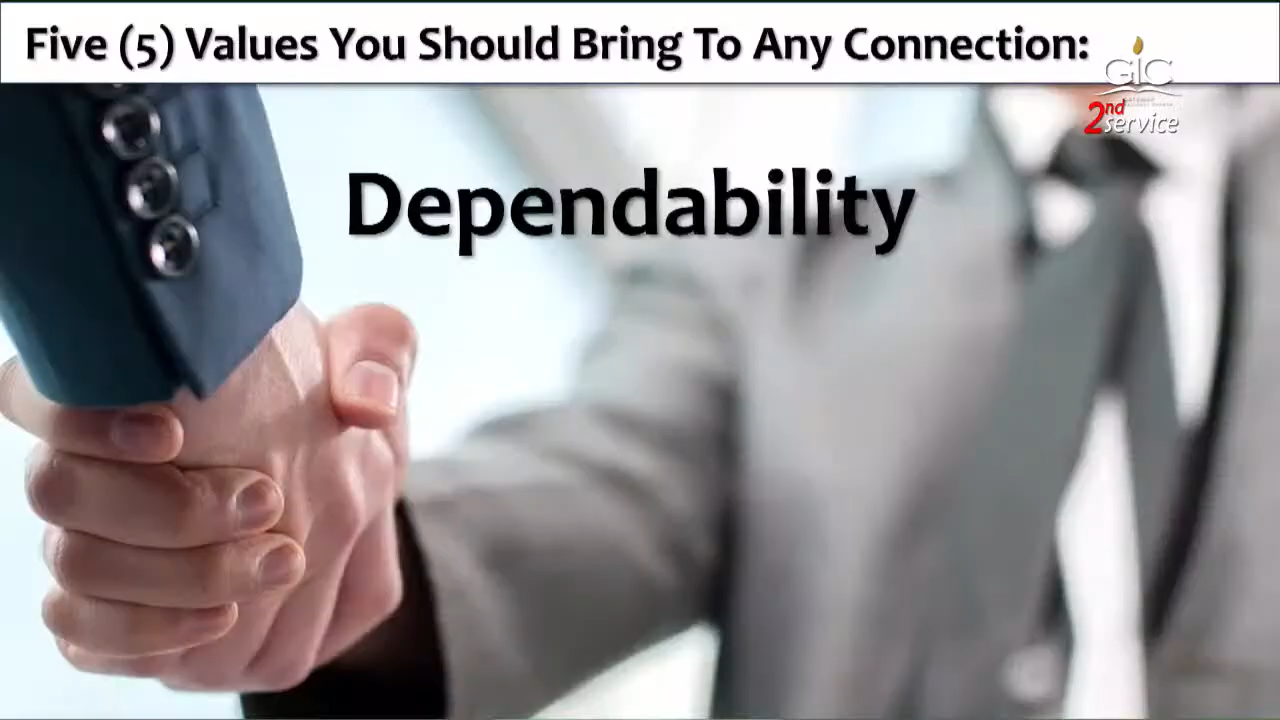 Five (5) Values You Should Bring To Any Connection:
GIC
2nd service
Dependability